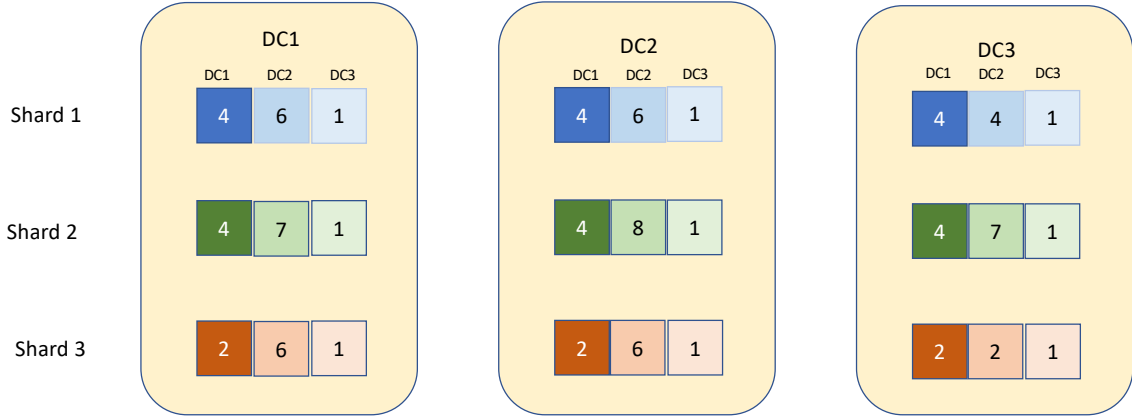 DC1 DC2 DC3
DC1 DC2 DC3 DC1 DC2 DC3 DC1 DC2 DC3
Shard 1 4 6 1 4 6 1 4 4 1
Shard 2 4 7 1 4 8 1 4 7 1
Shard 3 2 6 1 2 6 1 2 2 1